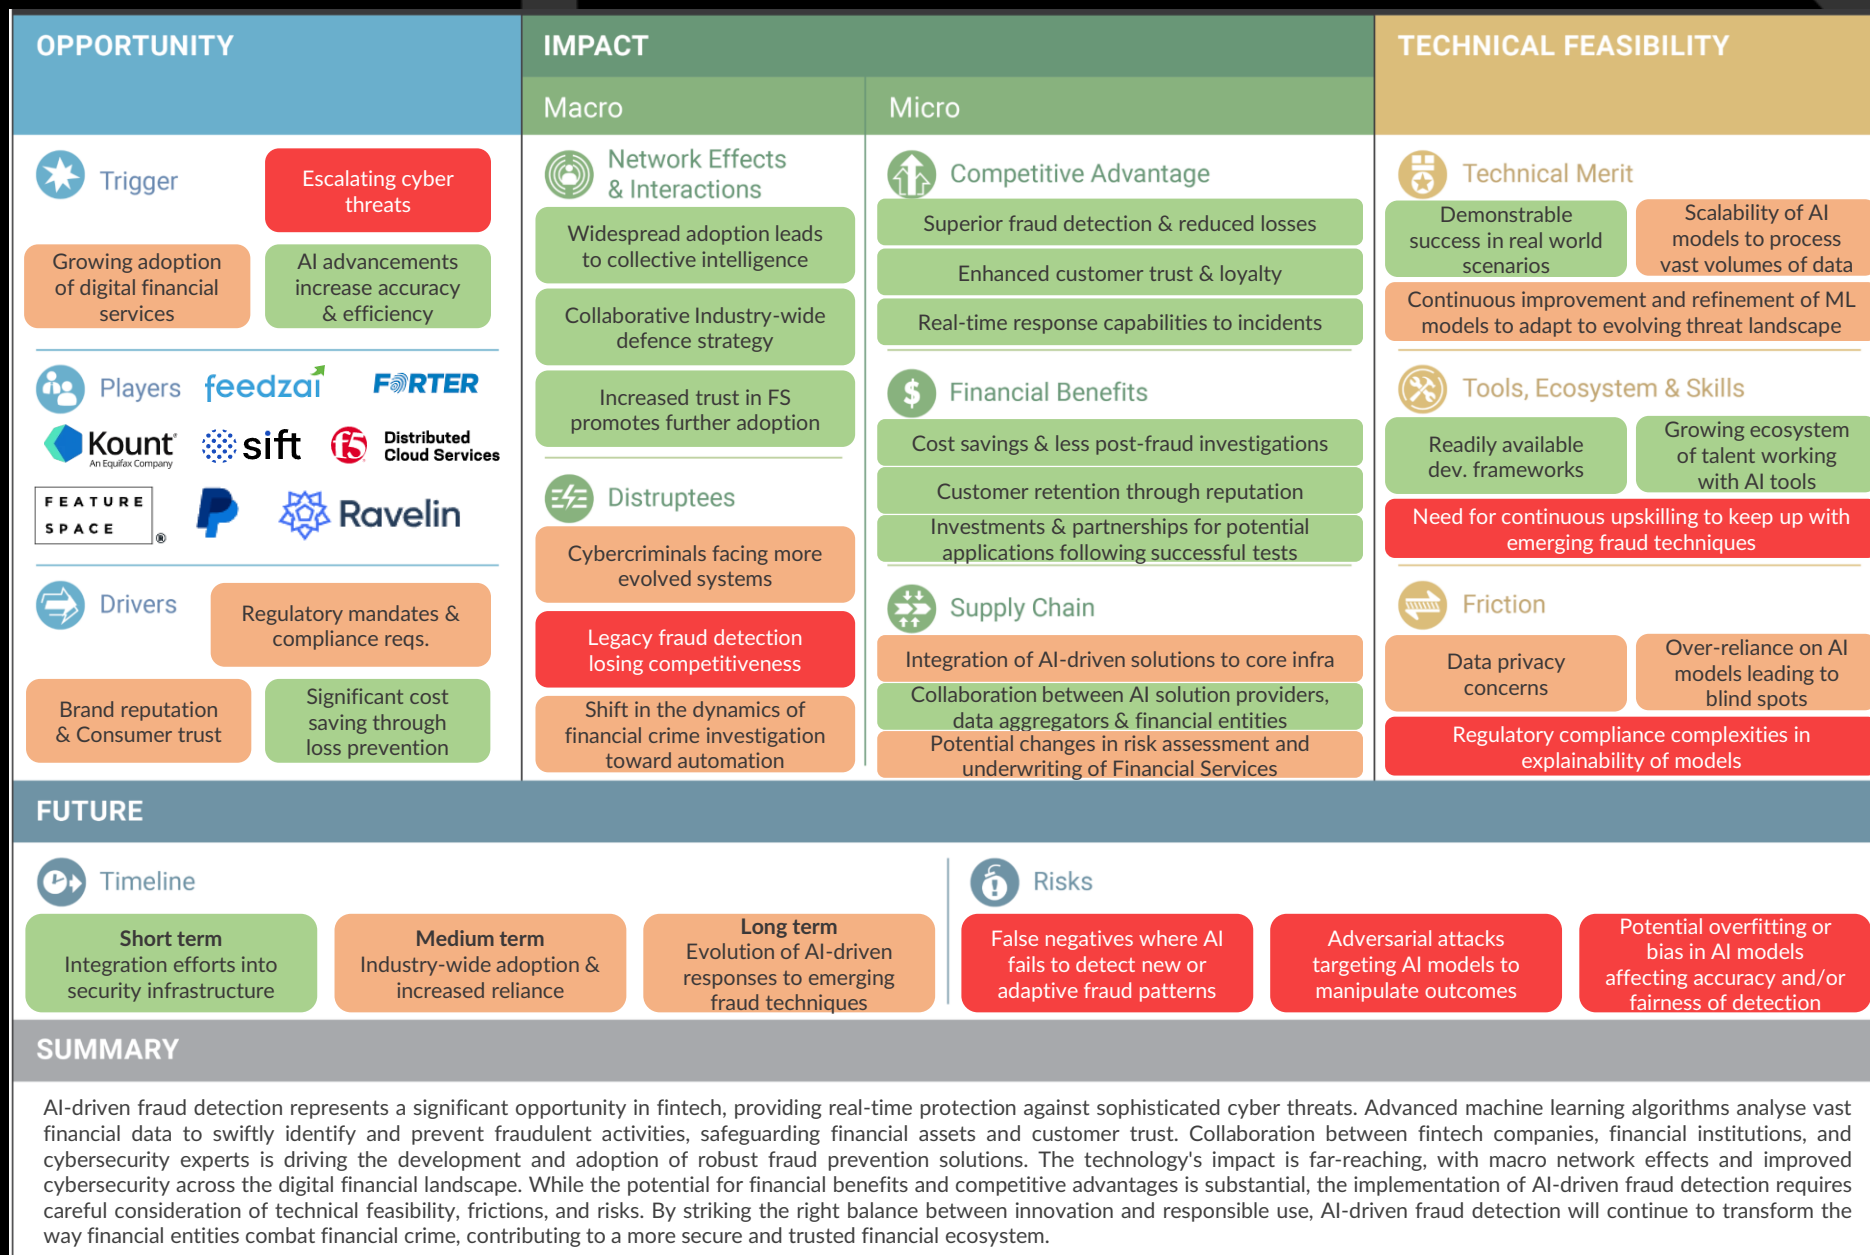 OPPORTUNITY
Trigger
Escalating cyber
threats
Growing adoption
of digital financial
services
AI advancements
increase accuracy
& efficiency
Players
feedzai
FORTER
Kount
An Equifax Company
sift
f5
Distributed
Cloud Services
FEATURE
SPACE
®
Ravelin
Drivers
Regulatory mandates &
compliance reqs.
Brand reputation
& Consumer trust
Significant cost
saving through
loss prevention
IMPACT
Macro
Network Effects
& Interactions
Widespread adoption leads
to collective intelligence
Collaborative Industry-wide
defence strategy
Increased trust in FS
promotes further adoption
Distruptees
Cybercriminals facing more
evolved systems
Legacy fraud detection
losing competitiveness
Shift in the dynamics of
financial crime investigation
toward automation
Micro
Competitive Advantage
Superior fraud detection & reduced losses
Enhanced customer trust & loyalty
Real-time response capabilities to incidents
Financial Benefits
Cost savings & less post-fraud investigations
Customer retention through reputation
Investments & partnerships for potential
applications following successful tests
Supply Chain
Integration of AI-driven solutions to core infra
Collaboration between AI solution providers,
data aggregators & financial entities
Potential changes in risk assessment and
underwriting of Financial Services
TECHNICAL FEASIBILITY
Technical Merit
Demonstrable
success in real world
scenarios
Scalability of AI
models to process
vast volumes of data
Continuous improvement and refinement of ML
models to adapt to evolving threat landscape
Tools, Ecosystem & Skills
Readily available
dev. frameworks
Growing ecosystem
of talent working
with AI tools
Need for continuous upskilling to keep up with
emerging fraud techniques
Friction
Data privacy
concerns
Over-reliance on AI
models leading to
blind spots
Regulatory compliance complexities in
explainability of models
FUTURE
Timeline
Short term
Integration efforts into
security infrastructure
Medium term
Industry-wide adoption &
increased reliance
Long term
Evolution of AI-driven
responses to emerging
fraud techniques
Risks
False negatives where AI
fails to detect new or
adaptive fraud patterns
Adversarial attacks
targeting AI models to
manipulate outcomes
Potential overfitting or
bias in AI models
affecting accuracy and/or
fairness of detection
SUMMARY
AI-driven fraud detection represents a significant opportunity in fintech, providing real-time protection against sophisticated cyber threats. Advanced machine learning algorithms analyse vast
financial data to swiftly identify and prevent fraudulent activities, safeguarding financial assets and customer trust. Collaboration between fintech companies, financial institutions, and
cybersecurity experts is driving the development and adoption of robust fraud prevention solutions. The technology's impact is far-reaching, with macro network effects and improved
cybersecurity across the digital financial landscape. While the potential for financial benefits and competitive advantages is substantial, the implementation of AI-driven fraud detection requires
careful consideration of technical feasibility, frictions, and risks. By striking the right balance between innovation and responsible use, AI-driven fraud detection will continue to transform the
way financial entities combat financial crime, contributing to a more secure and trusted financial ecosystem.